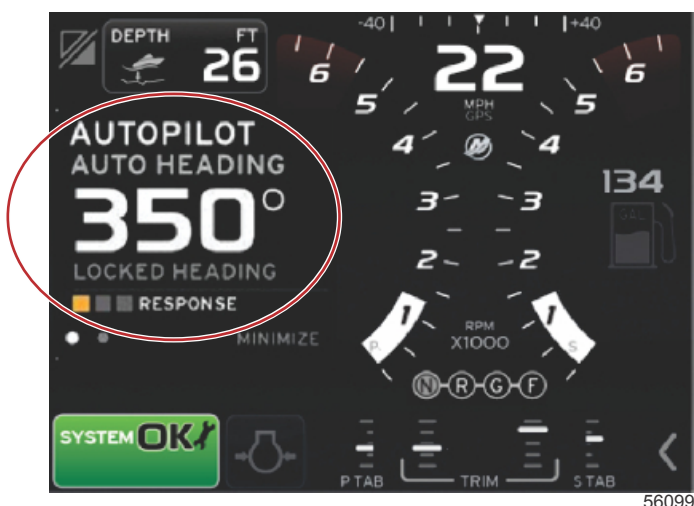 -40 +40
DEPTH FT
26
22
MPH
GPS
6 6
5 5
4 4
3 3
2 2
1 1
P S
RPM
X1000
N R G F
AUTOPILOT
AUTO HEADING
350°
LOCKED HEADING
RESPONSE
MINIMIZE
134
GAL
SYSTEM OK
P TAB TRIM S TAB
56099